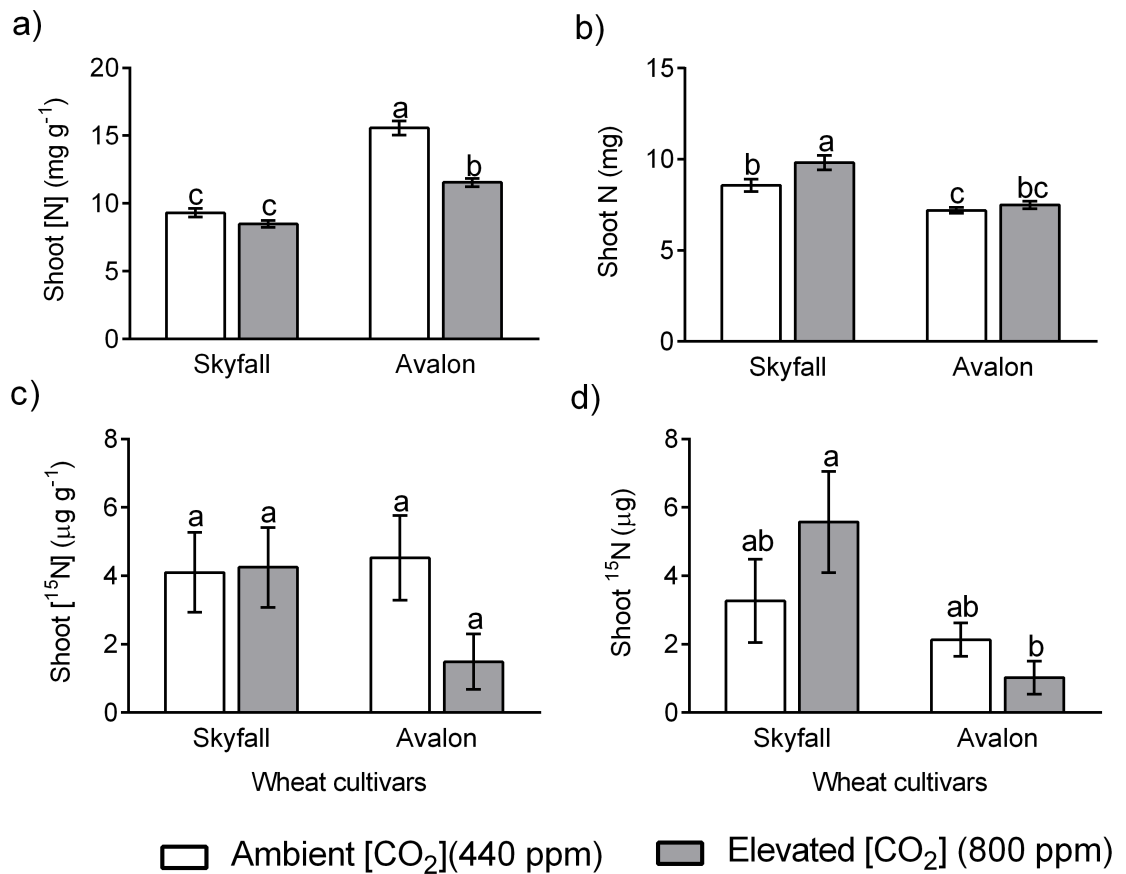 a)
Shoot [N] (mg g⁻¹)
20
15
10
5
0
c
c
a
b
Skyfall
Avalon
b)
Shoot N (mg)
15
10
5
0
b
a
c
bc
Skyfall
Avalon
c)
Shoot [¹⁵N] (μg g⁻¹)
8
6
4
2
0
a
a
a
a
Skyfall
Avalon
Wheat cultivars
d)
Shoot ¹⁵N (μg)
8
6
4
2
0
ab
a
ab
b
Skyfall
Avalon
Wheat cultivars
Ambient [CO₂](440 ppm)
Elevated [CO₂] (800 ppm)